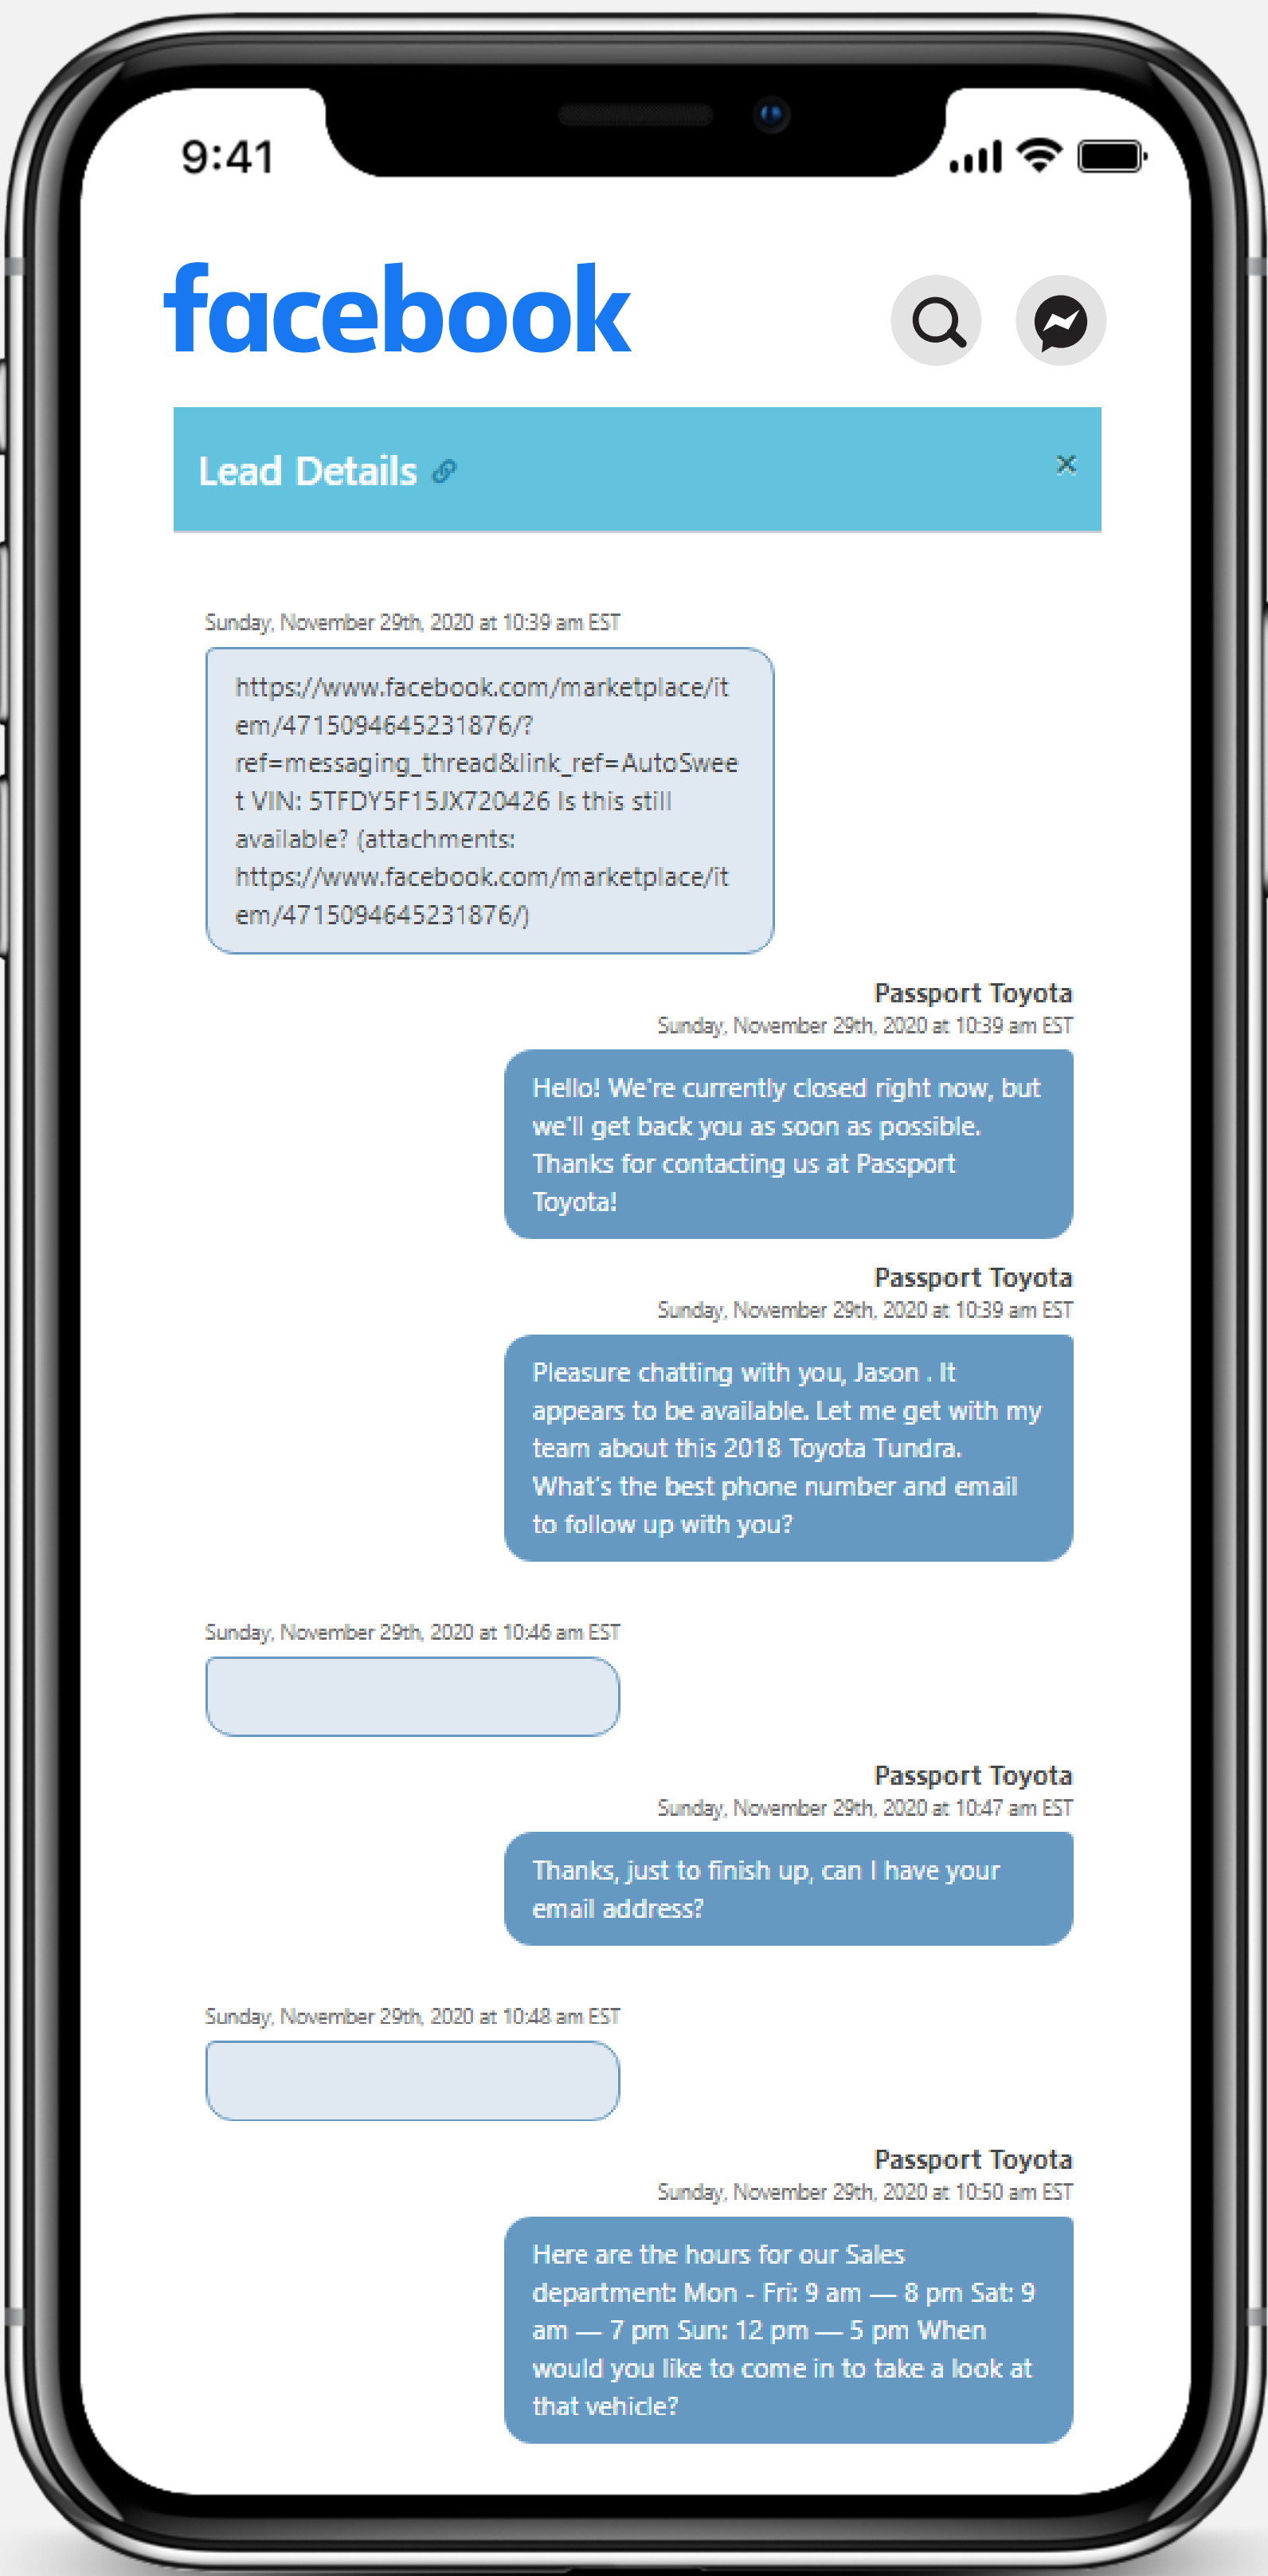 9:41
facebook
Lead Details
×
Sunday, November 29th, 2020 at 10:39 am EST
https://www.facebook.com/marketplace/it
em/4715094645231876/?
ref=messaging_thread&link_ref=AutoSwee
t VIN: 5TFDY5F15JX720426 Is this still
available? (attachments:
https://www.facebook.com/marketplace/it
em/4715094645231876/)
Passport Toyota
Sunday, November 29th, 2020 at 10:39 am EST
Hello! We're currently closed right now, but
we'll get back you as soon as possible.
Thanks for contacting us at Passport
Toyota!
Passport Toyota
Sunday, November 29th, 2020 at 10:39 am EST
Pleasure chatting with you, Jason . It
appears to be available. Let me get with my
team about this 2018 Toyota Tundra.
What's the best phone number and email
to follow up with you?
Sunday, November 29th, 2020 at 10:46 am EST
Passport Toyota
Sunday, November 29th, 2020 at 10:47 am EST
Thanks, just to finish up, can I have your
email address?
Sunday, November 29th, 2020 at 10:48 am EST
Passport Toyota
Sunday, November 29th, 2020 at 10:50 am EST
Here are the hours for our Sales
department: Mon - Fri: 9 am — 8 pm Sat: 9
am — 7 pm Sun: 12 pm — 5 pm When
would you like to come in to take a look at
that vehicle?